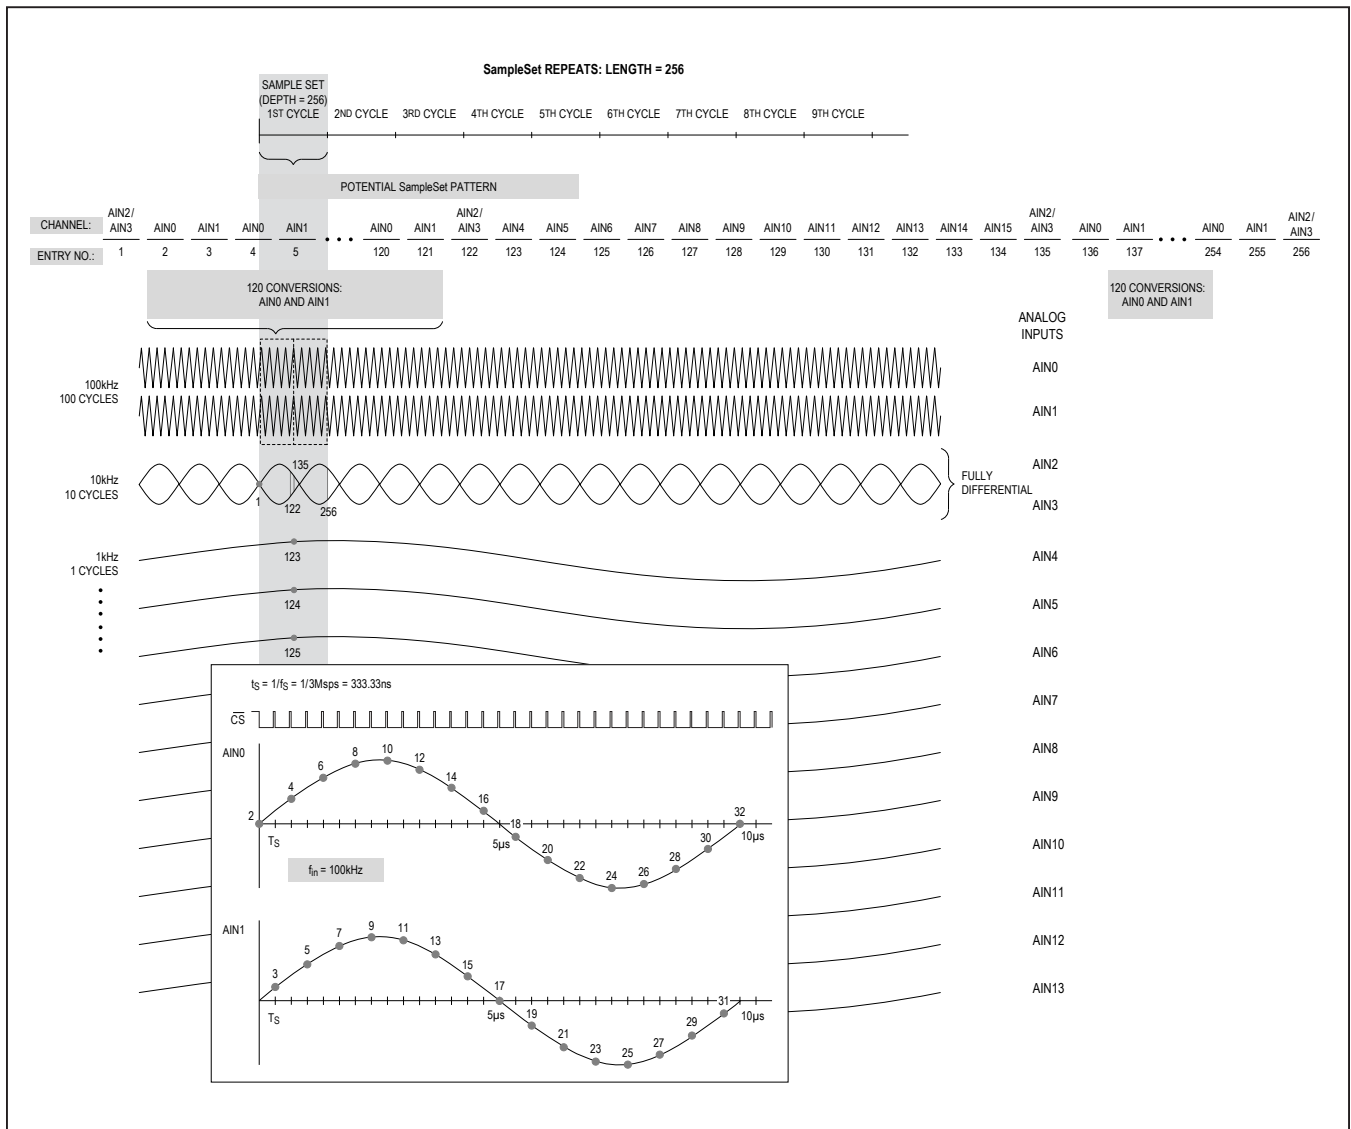 SampleSet REPEATS: LENGTH = 256
SAMPLE SET
(DEPTH = 256)
1ST CYCLE 2ND CYCLE 3RD CYCLE 4TH CYCLE 5TH CYCLE 6TH CYCLE 7TH CYCLE 8TH CYCLE 9TH CYCLE
POTENTIAL SampleSet PATTERN
CHANNEL: AIN2/AIN3 AIN0 AIN1 AIN0 AIN1 • • • AIN0 AIN1 AIN2/AIN3 AIN4 AIN5 AIN6 AIN7 AIN8 AIN9 AIN10 AIN11 AIN12 AIN13 AIN14 AIN15 AIN2/AIN3 AIN0 AIN1 • • • AIN0 AIN1 AIN2/AIN3
ENTRY NO.: 1 2 3 4 5 120 121 122 123 124 125 126 127 128 129 130 131 132 133 134 135 136 137 254 255 256
120 CONVERSIONS:
AIN0 AND AIN1
120 CONVERSIONS:
AIN0 AND AIN1
ANALOG
INPUTS
100kHz
100 CYCLES
AIN0
AIN1
10kHz
10 CYCLES
135
1
122
256
FULLY
DIFFERENTIAL
AIN2
AIN3
1kHz
1 CYCLES
123
AIN4
124
AIN5
125
AIN6
AIN7
AIN8
AIN9
AIN10
AIN11
AIN12
AIN13
tS = 1/fS = 1/3Msps = 333.33ns
CS
AIN0
2 4 6 8 10 12 14 16 18 20 22 24 26 28 30 32
TS 5µs 10µs
fin = 100kHz
AIN1
3 5 7 9 11 13 15 17 19 21 23 25 27 29 31
TS 5µs 10µs